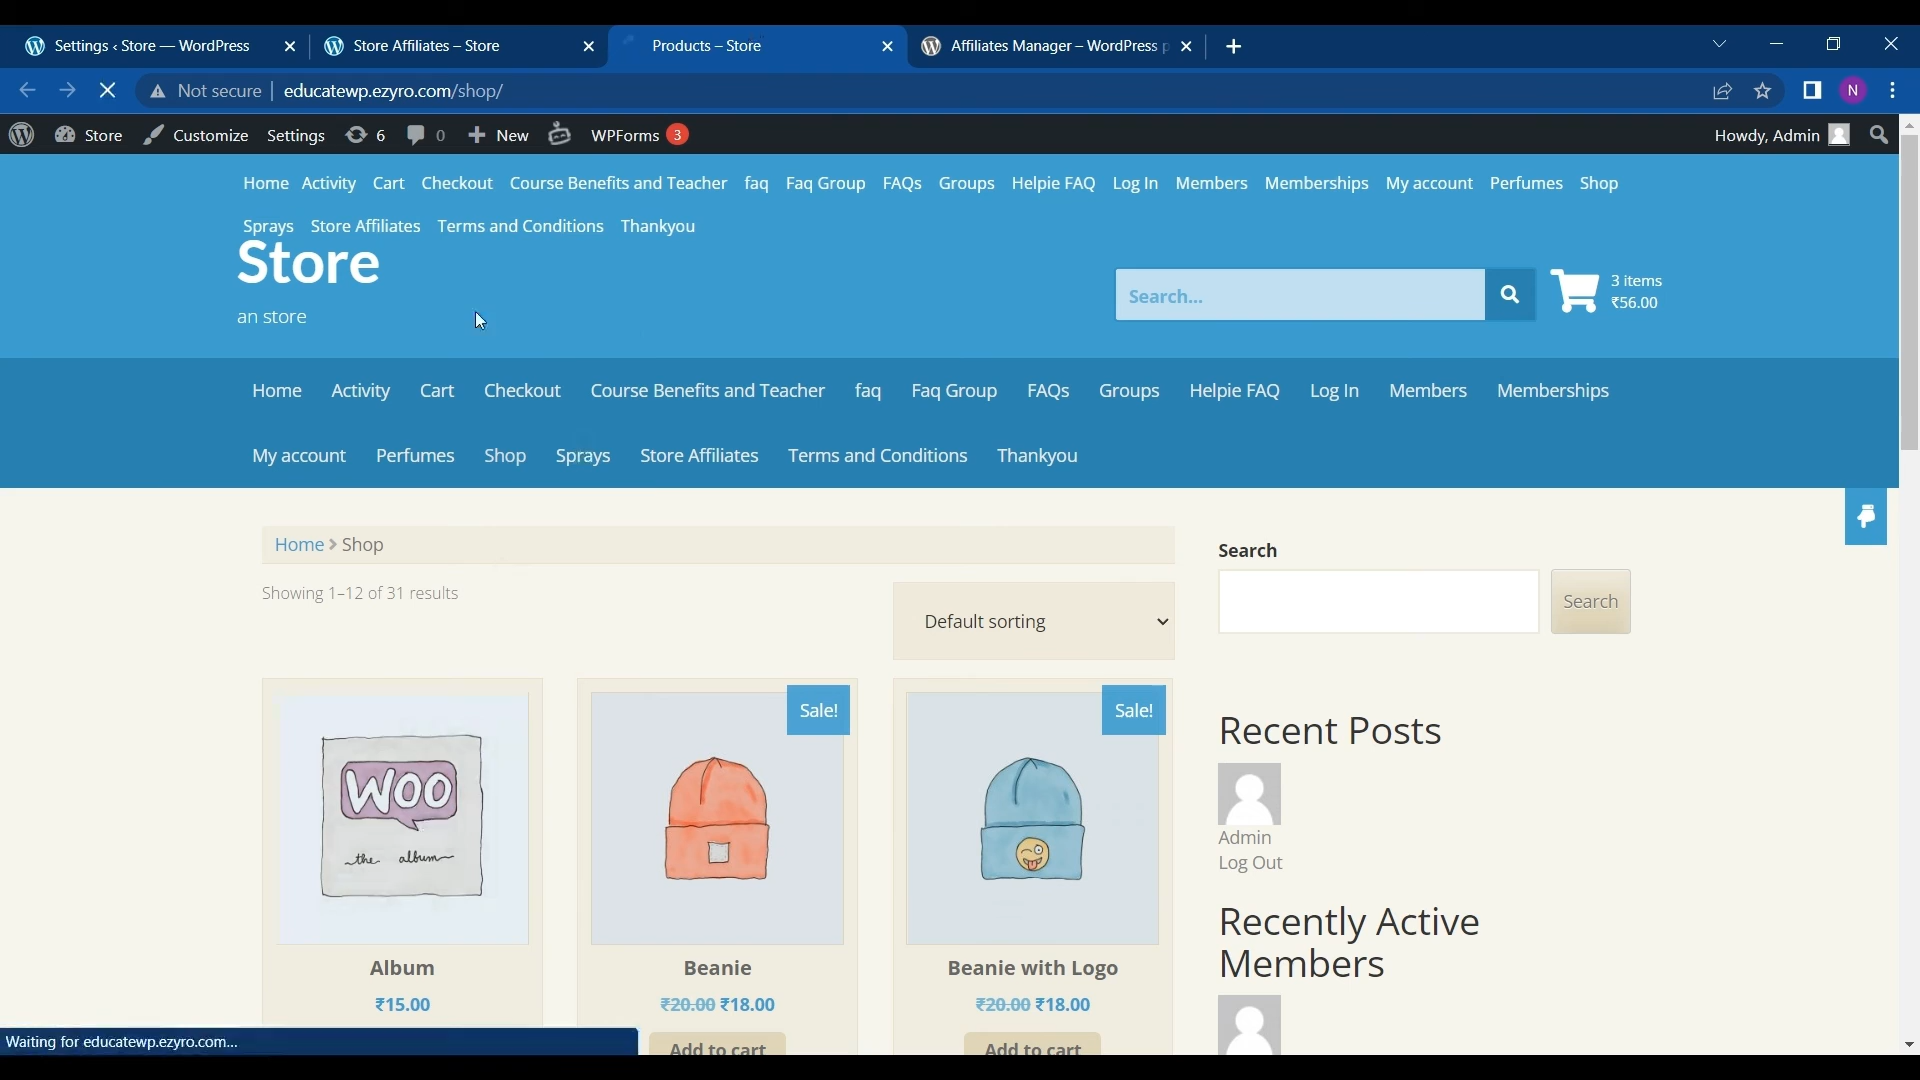 Settings ‹ Store — WordPress
Store Affiliates – Store
Products – Store
Affiliates Manager – WordPress p
Not secure
educatewp.ezyro.com/shop/
N
Store
Customize
Settings
6
0
New
WPForms 3
Howdy, Admin
Home Activity Cart Checkout Course Benefits and Teacher faq Faq Group FAQs Groups Helpie FAQ Log In Members Memberships My account Perfumes Shop
Sprays Store Affiliates Terms and Conditions Thankyou
Store
an store
Search...
3 items
₹56.00
Home Activity Cart Checkout Course Benefits and Teacher faq Faq Group FAQs Groups Helpie FAQ Log In Members Memberships
My account Perfumes Shop Sprays Store Affiliates Terms and Conditions Thankyou
Home > Shop
Showing 1–12 of 31 results
Default sorting
Search
Search
Sale!
Sale!
WOO
the album
Album
₹15.00
Beanie
₹20.00 ₹18.00
Add to cart
Beanie with Logo
₹20.00 ₹18.00
Add to cart
Recent Posts
Admin
Log Out
Recently Active
Members
Waiting for educatewp.ezyro.com...